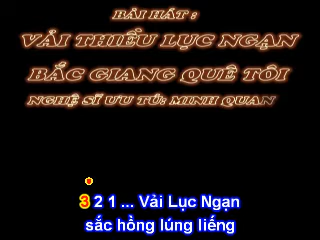 BÀI HÁT :
VẢI THIỀU LỤC NGẠN
BẮC GIANG QUÊ TÔI
NGHỆ SĨ ƯU TÚ: MINH QUAN
3 2 1 ... Vải Lục Ngạn
sắc hồng lúng liếng